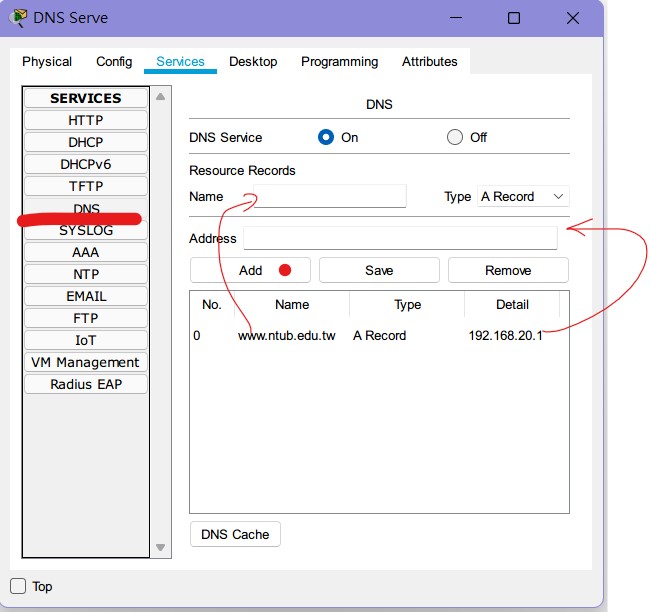 DNS Serve
Physical Config Services Desktop Programming Attributes
SERVICES
HTTP
DHCP
DHCPv6
TFTP
DNS
SYSLOG
AAA
NTP
EMAIL
FTP
IoT
VM Management
Radius EAP
DNS
DNS Service On Off
Resource Records
Name Type A Record
Address
Add Save Remove
No. Name Type Detail
0 www.ntub.edu.tw A Record 192.168.20.1
DNS Cache
Top